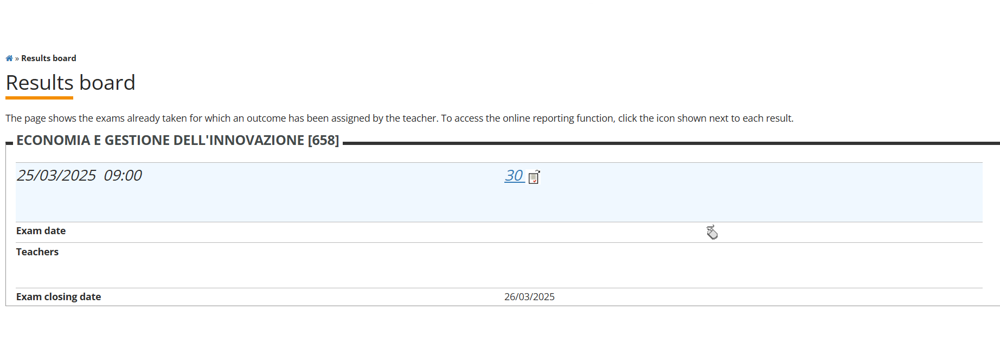 » Results board
Results board
The page shows the exams already taken for which an outcome has been assigned by the teacher. To access the online reporting function, click the icon shown next to each result.
ECONOMIA E GESTIONE DELL'INNOVAZIONE [658]
25/03/2025 09:00 30
Exam date
Teachers
Exam closing date 26/03/2025